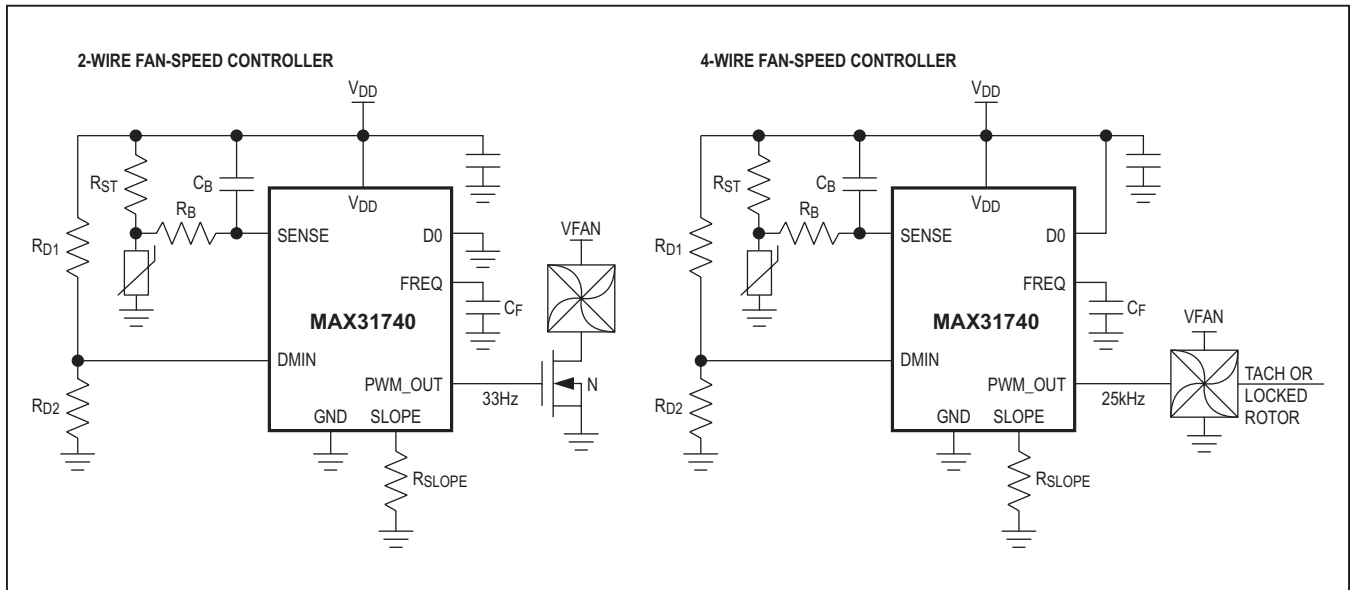 2-WIRE FAN-SPEED CONTROLLER
VDD
RST
CB
RB
VDD
SENSE
D0
RD1
FREQ
CF
VFAN
MAX31740
DMIN
PWM_OUT
33Hz
N
RD2
GND
SLOPE
RSLOPE
4-WIRE FAN-SPEED CONTROLLER
VDD
RST
CB
RB
VDD
SENSE
D0
RD1
FREQ
CF
VFAN
MAX31740
DMIN
PWM_OUT
25kHz
TACH OR
LOCKED
ROTOR
RD2
GND
SLOPE
RSLOPE